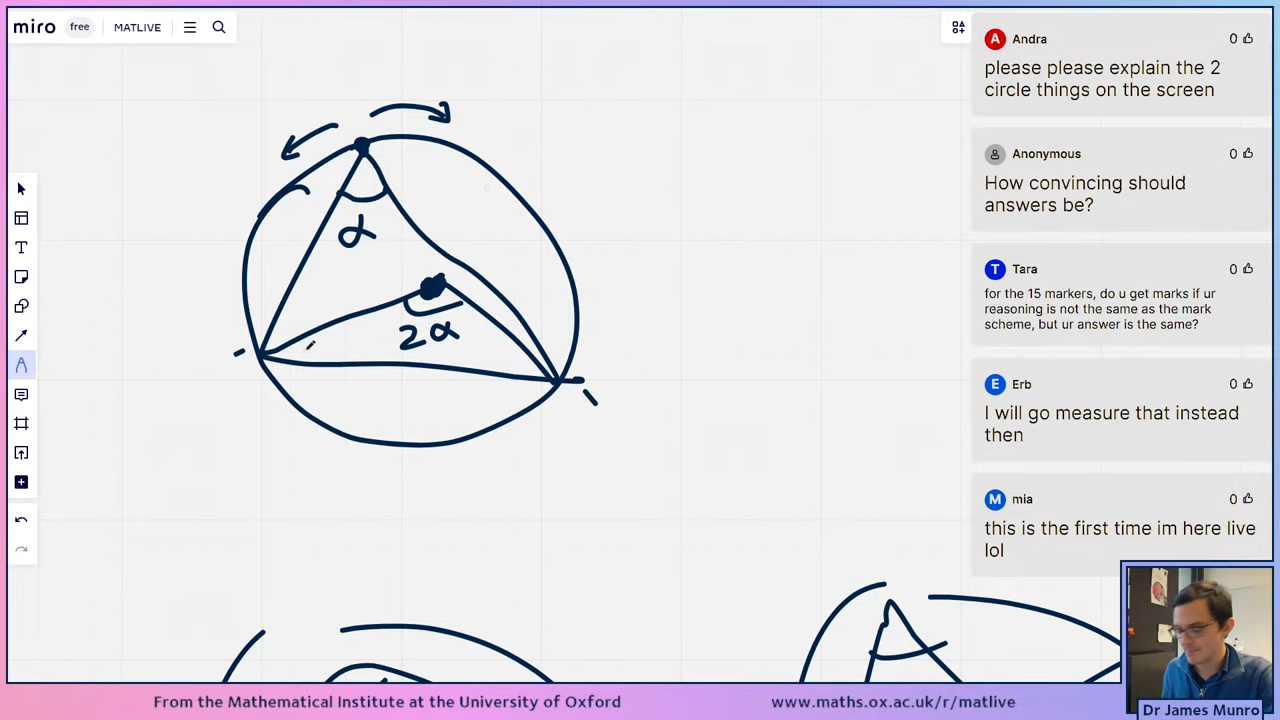 miro free MATLIVE
Andra 0
please please explain the 2
circle things on the screen
Anonymous 0
How convincing should
answers be?
T Tara 0
for the 15 markers, do u get marks if ur
reasoning is not the same as the mark
scheme, but ur answer is the same?
E Erb 0
I will go measure that instead
then
M mia 0
this is the first time im here live
lol
α
2α
From the Mathematical Institute at the University of Oxford
www.maths.ox.ac.uk/r/matlive
Dr James Munro